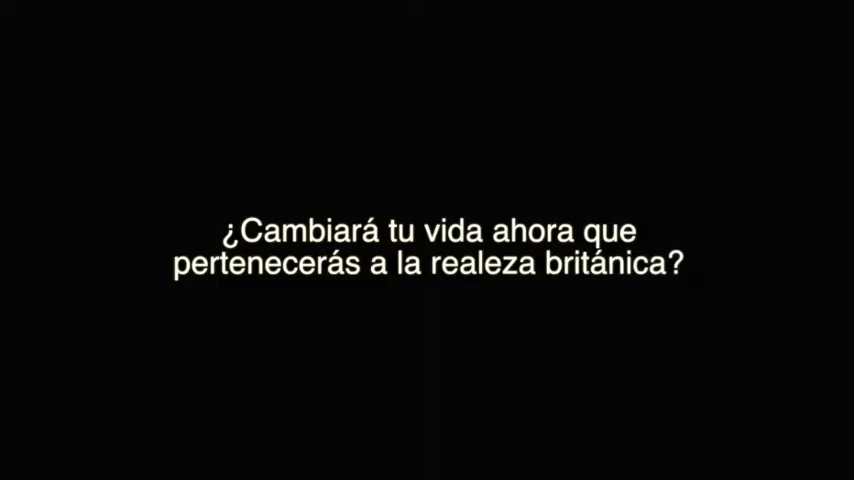 ¿Cambiará tu vida ahora que
pertenecerás a la realeza británica?